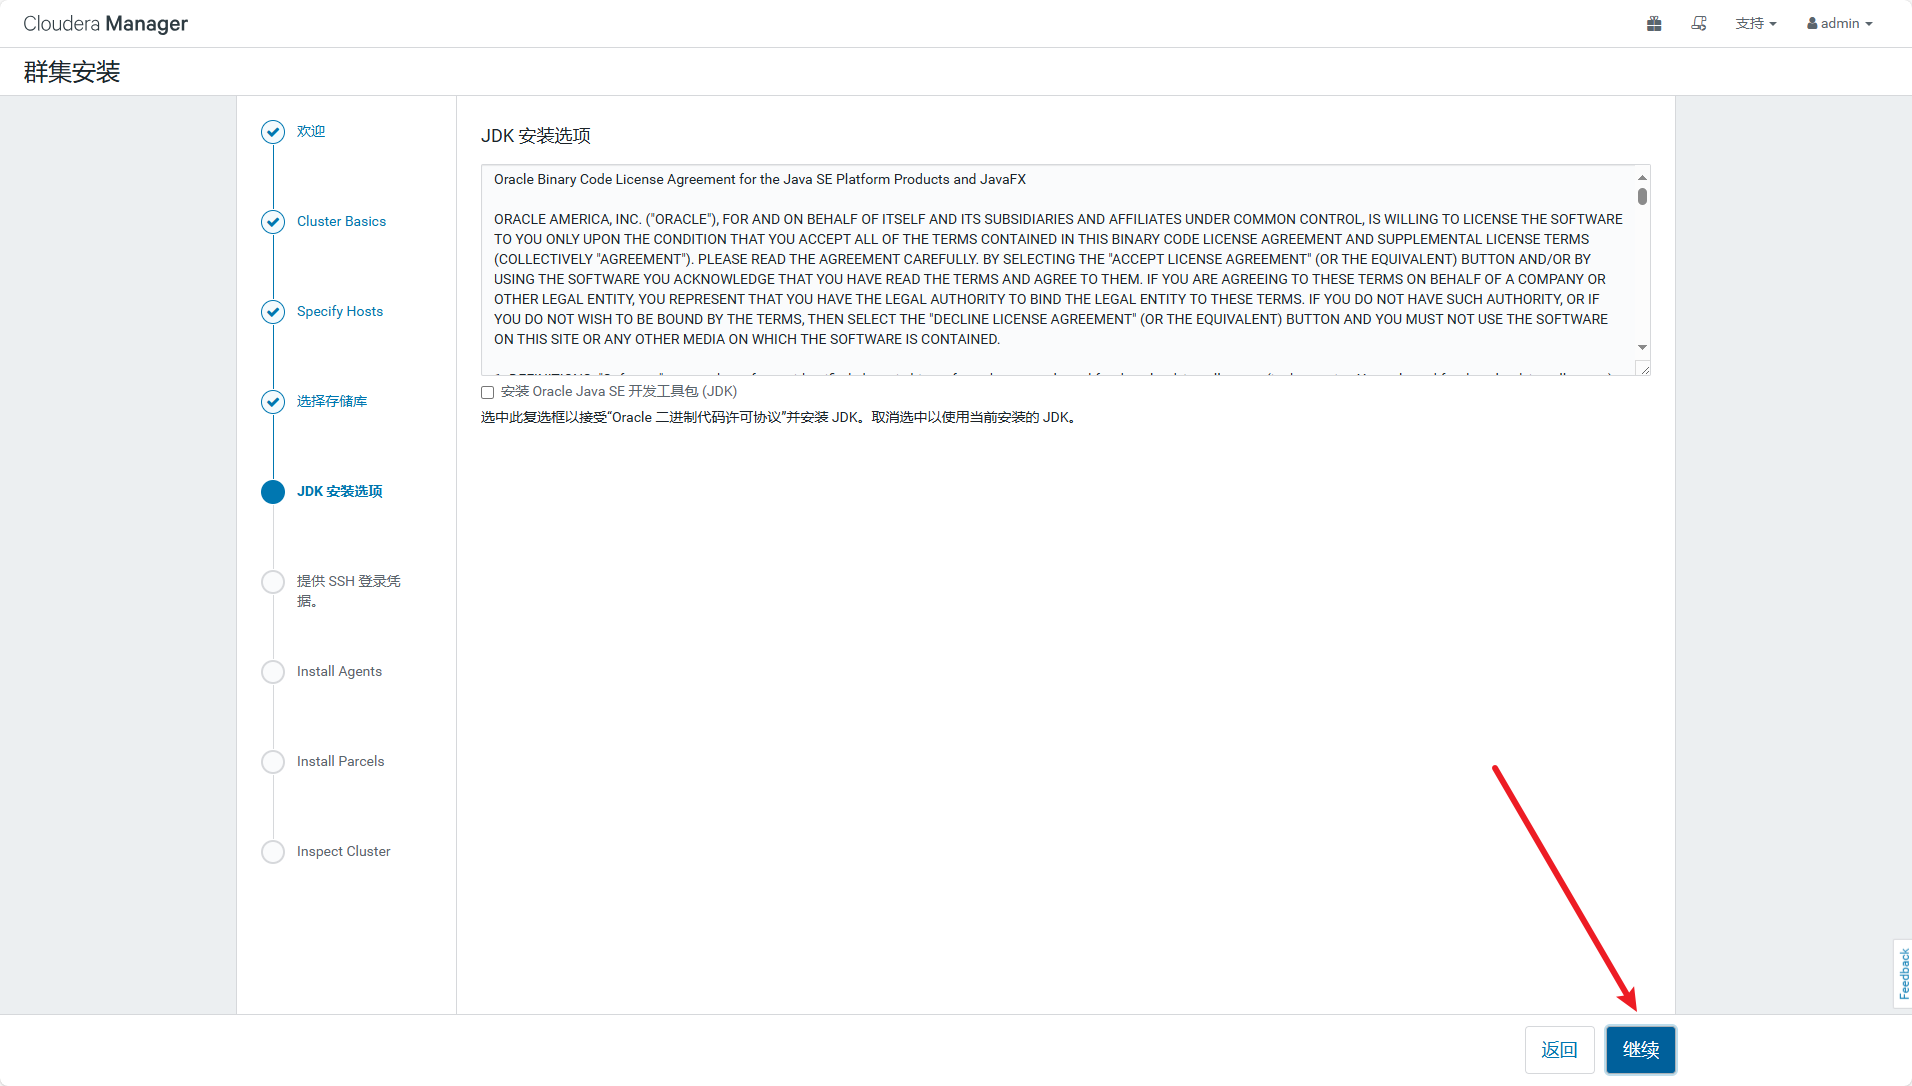 Cloudera Manager
支持
admin
群集安装
欢迎
Cluster Basics
Specify Hosts
选择存储库
JDK 安装选项
提供 SSH 登录凭
据。
Install Agents
Install Parcels
Inspect Cluster
JDK 安装选项
Oracle Binary Code License Agreement for the Java SE Platform Products and JavaFX
ORACLE AMERICA, INC. ("ORACLE"), FOR AND ON BEHALF OF ITSELF AND ITS SUBSIDIARIES AND AFFILIATES UNDER COMMON CONTROL, IS WILLING TO LICENSE THE SOFTWARE
TO YOU ONLY UPON THE CONDITION THAT YOU ACCEPT ALL OF THE TERMS CONTAINED IN THIS BINARY CODE LICENSE AGREEMENT AND SUPPLEMENTAL LICENSE TERMS
(COLLECTIVELY "AGREEMENT"). PLEASE READ THE AGREEMENT CAREFULLY. BY SELECTING THE "ACCEPT LICENSE AGREEMENT" (OR THE EQUIVALENT) BUTTON AND/OR BY
USING THE SOFTWARE YOU ACKNOWLEDGE THAT YOU HAVE READ THE TERMS AND AGREE TO THEM. IF YOU ARE AGREEING TO THESE TERMS ON BEHALF OF A COMPANY OR
OTHER LEGAL ENTITY, YOU REPRESENT THAT YOU HAVE THE LEGAL AUTHORITY TO BIND THE LEGAL ENTITY TO THESE TERMS. IF YOU DO NOT HAVE SUCH AUTHORITY, OR IF
YOU DO NOT WISH TO BE BOUND BY THE TERMS, THEN SELECT THE "DECLINE LICENSE AGREEMENT" (OR THE EQUIVALENT) BUTTON AND YOU MUST NOT USE THE SOFTWARE
ON THIS SITE OR ANY OTHER MEDIA ON WHICH THE SOFTWARE IS CONTAINED.
安装 Oracle Java SE 开发工具包 (JDK)
选中此复选框以接受“Oracle 二进制代码许可协议”并安装 JDK。取消选中以使用当前安装的 JDK。
Feedback
返回
继续